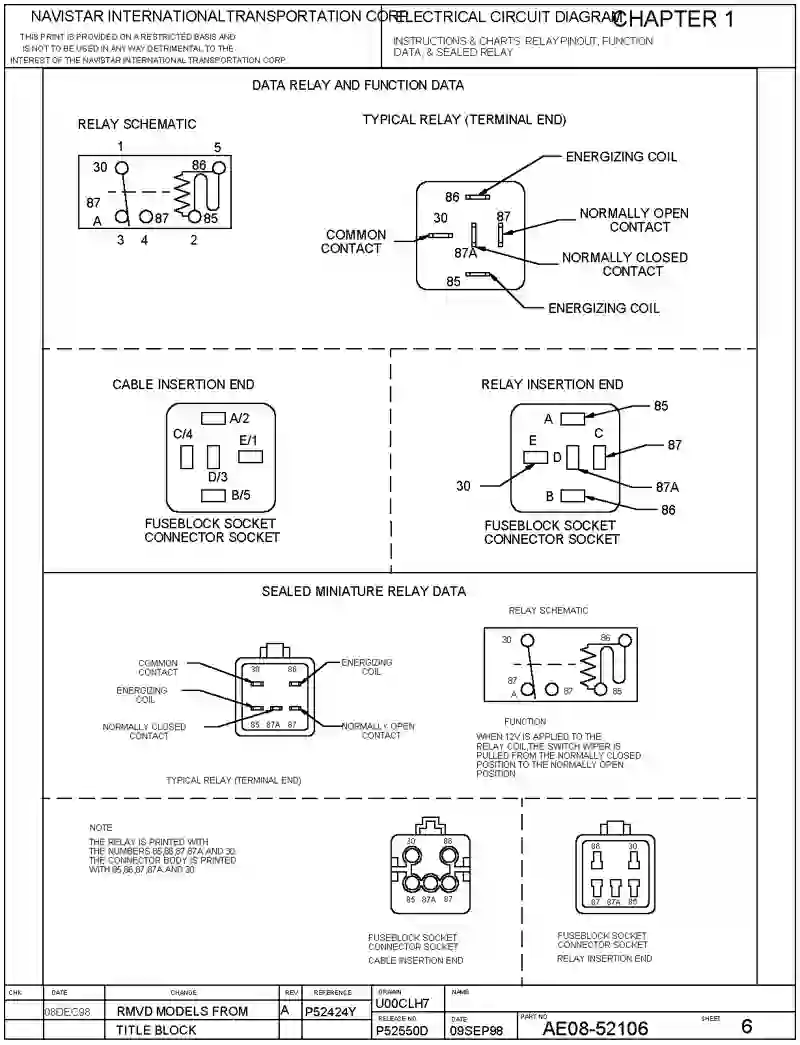 NAVISTAR INTERNATIONALTRANSPORTATION CORP.
THIS PRINT IS PROVIDED ON A RESTRICTED BASIS AND
IS NOT TO BE USED IN ANY WAY DETRIMENTAL TO THE
INTEREST OF THE NAVISTAR INTERNATIONAL TRANSPORTATION CORP.
ELECTRICAL CIRCUIT DIAGRAM
CHAPTER 1
INSTRUCTIONS & CHARTS RELAY PINOUT, FUNCTION
DATA, & SEALED RELAY
DATA RELAY AND FUNCTION DATA
RELAY SCHEMATIC
1 5
30 86
87
A 87 85
3 4 2
TYPICAL RELAY (TERMINAL END)
ENERGIZING COIL
86
30 87
NORMALLY OPEN
CONTACT
COMMON
CONTACT
87A
NORMALLY CLOSED
CONTACT
85
ENERGIZING COIL
CABLE INSERTION END
A/2
C/4
E/1
D/3
B/5
FUSEBLOCK SOCKET
CONNECTOR SOCKET
RELAY INSERTION END
85
A
C
E
87
D
30
87A
B
86
FUSEBLOCK SOCKET
CONNECTOR SOCKET
SEALED MINIATURE RELAY DATA
COMMON
CONTACT
ENERGIZING
COIL
NORMALLY CLOSED
CONTACT
30 86
85 87A 87
ENERGIZING
COIL
NORMALLY OPEN
CONTACT
TYPICAL RELAY (TERMINAL END)
RELAY SCHEMATIC
30 86
87
A 87 85
FUNCTION
WHEN 12V IS APPLIED TO THE
RELAY COIL,THE SWITCH WIPER IS
PULLED FROM THE NORMALLY CLOSED
POSITION TO THE NORMALLY OPEN
POSITION
NOTE
THE RELAY IS PRINTED WITH
THE NUMBERS 85,86,87,87A AND 30.
THE CONNECTOR BODY IS PRINTED
WITH 85,86,87,87A AND 30
30
85 87A 87
FUSEBLOCK SOCKET
CONNECTOR SOCKET
CABLE INSERTION END
30
87 87A
FUSEBLOCK SOCKET
CONNECTOR SOCKET
RELAY INSERTION END
CHK DATE CHANGE REV REFERENCE DRAWN NAME
U00CLH7
08DEC98 RMVD MODELS FROM A P52424Y
RELEASE NO. DATE PART NO SHEET
TITLE BLOCK P52550D 09SEP98 AE08-52106 6